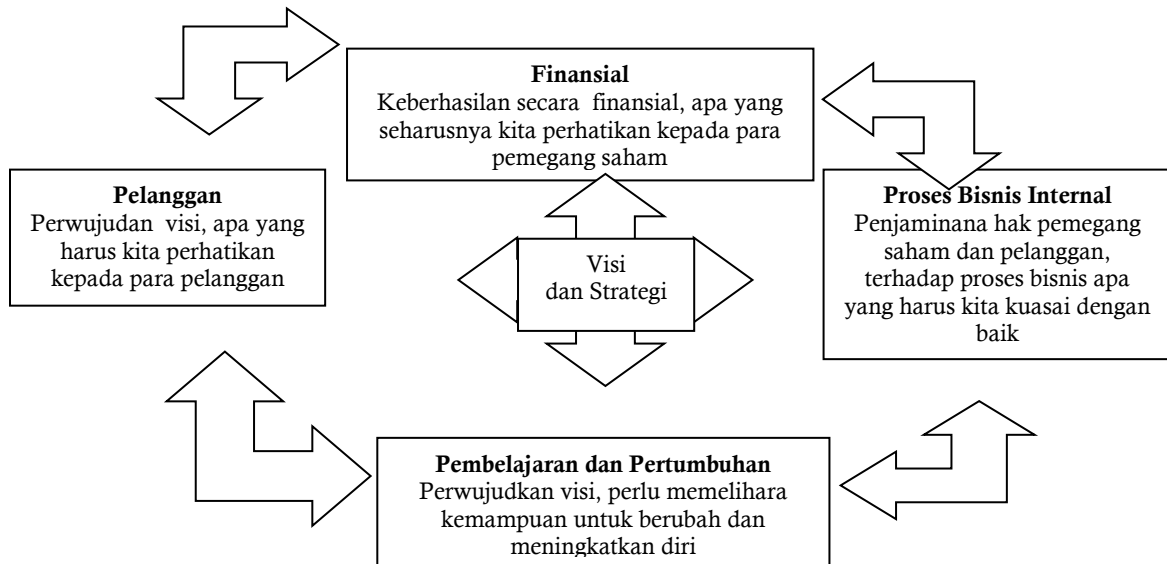 Finansial
Keberhasilan secara finansial, apa yang
seharusnya kita perhatikan kepada para
pemegang saham
Pelanggan
Perwujudan visi, apa yang
harus kita perhatikan
kepada para pelanggan
Visi
dan Strategi
Proses Bisnis Internal
Penjaminana hak pemegang
saham dan pelanggan,
terhadap proses bisnis apa
yang harus kita kuasai dengan
baik
Pembelajaran dan Pertumbuhan
Perwujudkan visi, perlu memelihara
kemampuan untuk berubah dan
meningkatkan diri